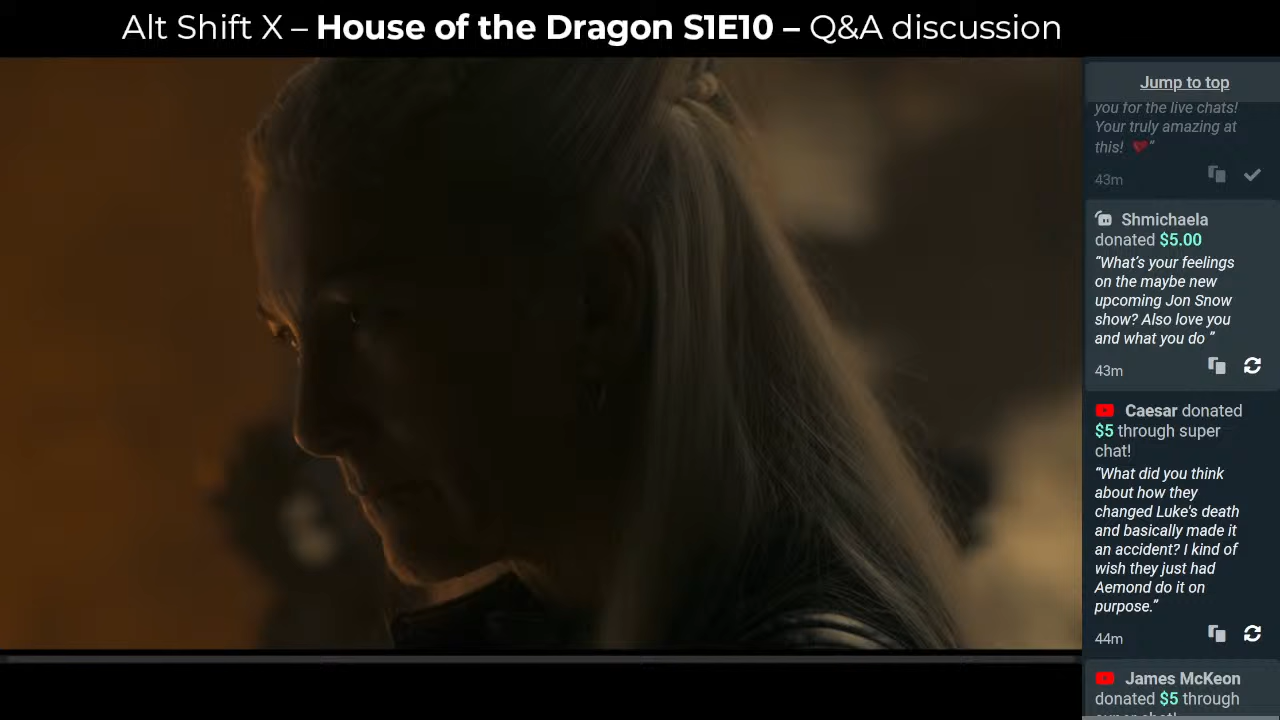 Alt Shift X – House of the Dragon S1E10 – Q&A discussion
Jump to top
you for the live chats!
Your truly amazing at
this! ❤”
43m
Shmichaela
donated $5.00
“What’s your feelings
on the maybe new
upcoming Jon Snow
show? Also love you
and what you do ”
43m
Caesar donated
$5 through super
chat!
“What did you think
about how they
changed Luke's death
and basically made it
an accident? I kind of
wish they just had
Aemond do it on
purpose.”
44m
James McKeon
donated $5 through